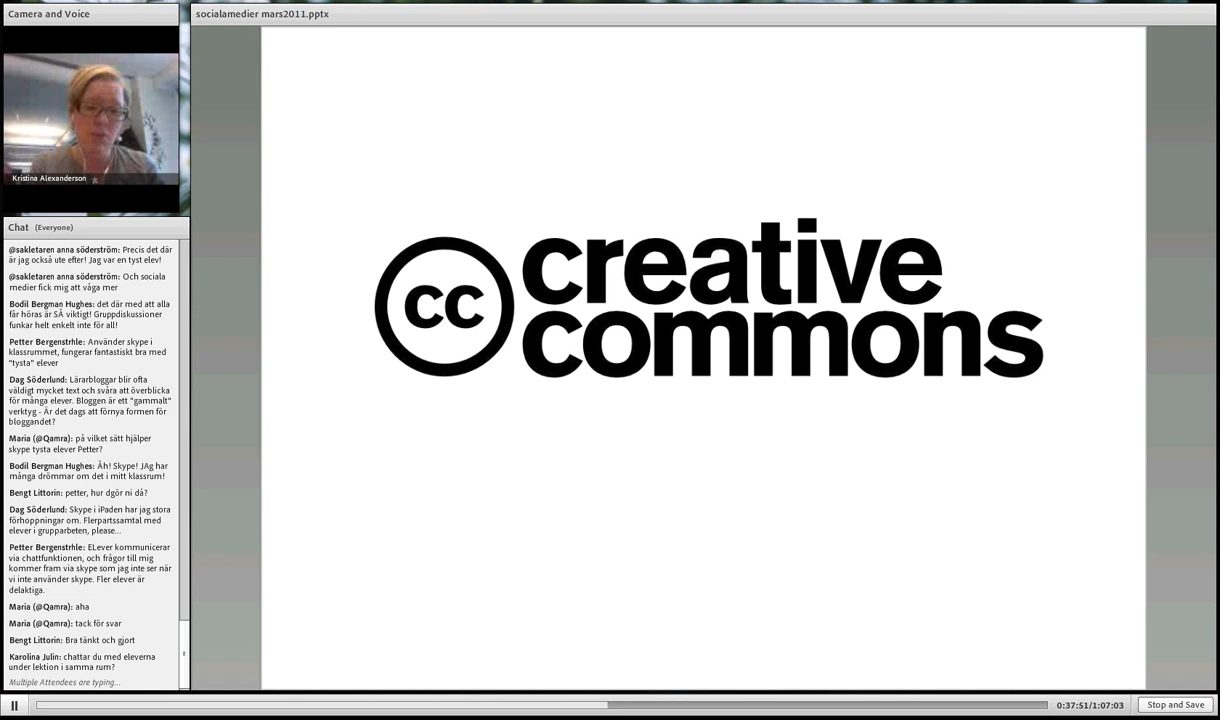 Camera and Voice
socialamedier mars2011.pptx
Kristina Alexanderson
Chat (Everyone)
@sakletaren anna söderström: Precis det där
är jag också ute efter! Jag var en tyst elev!
@sakletaren anna söderström: Och sociala
medier fick mig att våga mer
Bodil Bergman Hughes: det där med att alla
får höras är SÅ viktigt! Gruppdiskussioner
funkar helt enkelt inte för all!
Petter Bergenstrhle: Använder skype i
klassrummet, fungerar fantastiskt bra med
"tysta" elever
Dag Söderlund: Lärarbloggar blir ofta
väldigt mycket text och svåra att överblicka
för många elever. Bloggen är ett "gammalt"
verktyg - Är det dags att förnya formen för
bloggandet?
Maria (@Qamra): på vilket sätt hjälper
skype tysta elever Petter?
Bodil Bergman Hughes: Åh! Skype! JAg har
många drömmar om det i mitt klassrum!
Bengt Littorin: petter, hur dgör ni då?
Dag Söderlund: Skype i iPaden har jag stora
förhoppningar om. Flerpartssamtal med
elever i grupparbeten, please...
Petter Bergenstrhle: ELever kommunicerar
via chattfunktionen, och frågor till mig
kommer fram via skype som jag inte ser när
vi inte använder skype. Fler elever är
delaktiga.
Maria (@Qamra): aha
Maria (@Qamra): tack för svar
Bengt Littorin: Bra tänkt och gjort
Karolina Julin: chattar du med eleverna
under lektion i samma rum?
Multiple Attendees are typing...
cc
creative
commons
0:37:51/1:07:03
Stop and Save